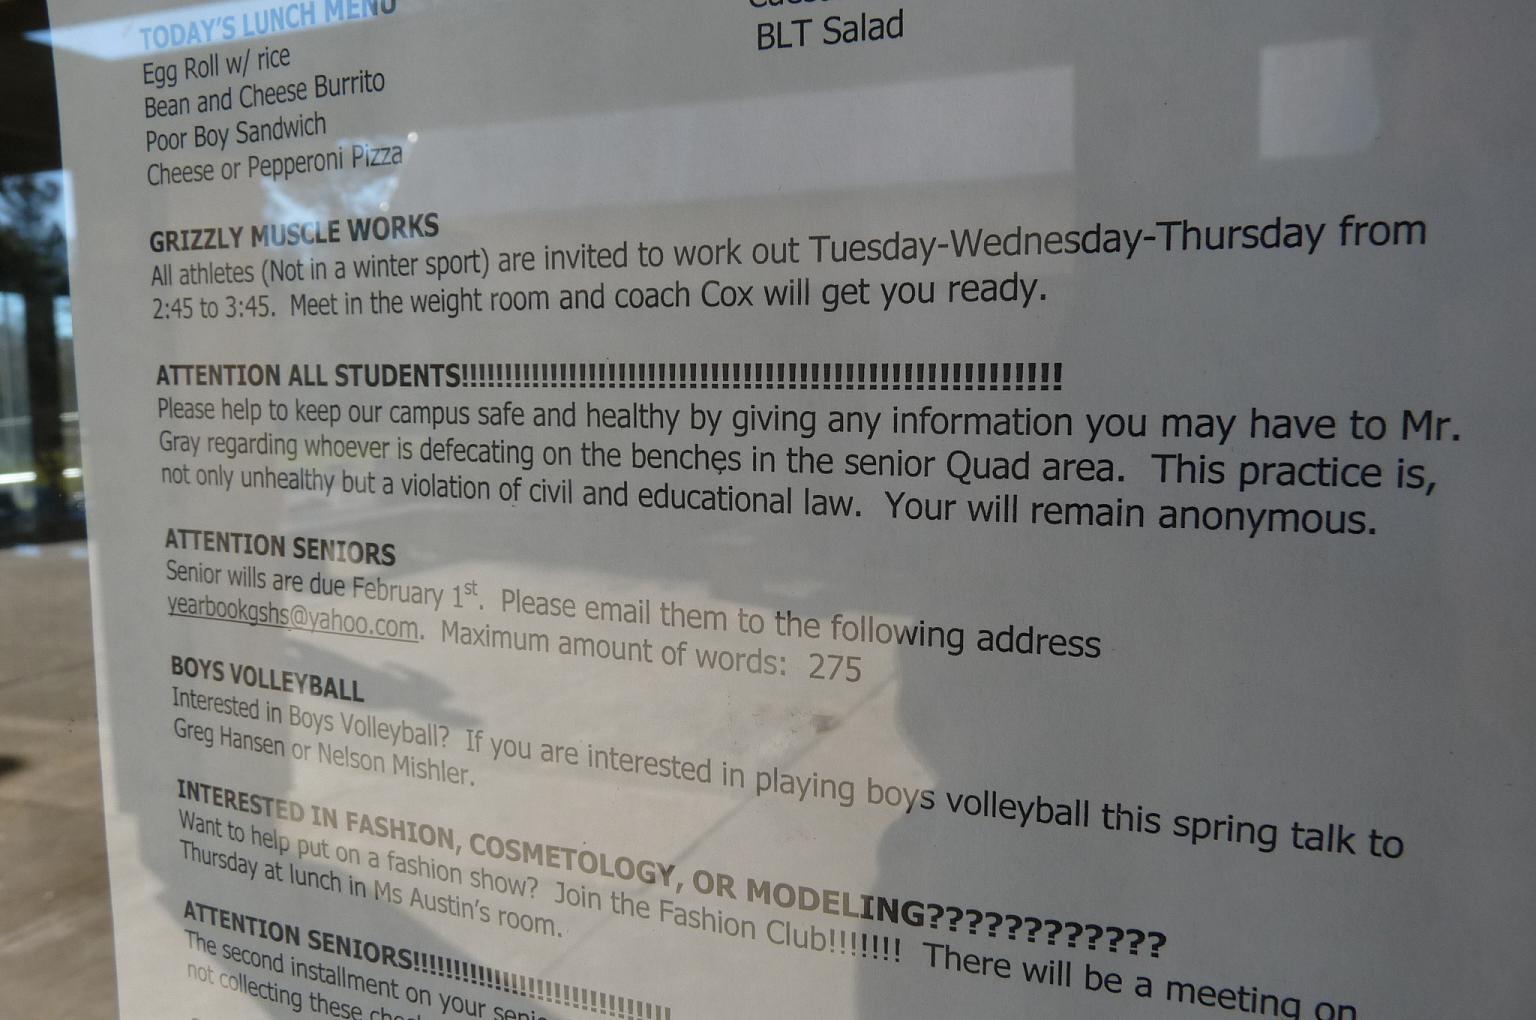 TODAY'S LUNCH MENU
Egg Roll w/ rice
Bean and Cheese Burrito
Poor Boy Sandwich
Cheese or Pepperoni Pizza
BLT Salad
GRIZZLY MUSCLE WORKS
All athletes (Not in a winter sport) are invited to work out Tuesday-Wednesday-Thursday from
2:45 to 3:45.  Meet in the weight room and coach Cox will get you ready.
ATTENTION ALL STUDENTS!!!!!!!!!!!!!!!!!!!!!!!!!!!!!!!!!!!!!!!!!!!!!!!!!!!!!!!!!!!!
Please help to keep our campus safe and healthy by giving any information you may have to Mr.
Gray regarding whoever is defecating on the benches in the senior Quad area.  This practice is,
not only unhealthy but a violation of civil and educational law.  Your will remain anonymous.
ATTENTION SENIORS
Senior wills are due February 1st.  Please email them to the following address
yearbookgshs@yahoo.com.  Maximum amount of words:  275
BOYS VOLLEYBALL
Interested in Boys Volleyball?  If you are interested in playing boys volleyball this spring talk to
Greg Hansen or Nelson Mishler.
INTERESTED IN FASHION, COSMETOLOGY, OR MODELING????????????
Want to help put on a fashion show?  Join the Fashion Club!!!!!!!  There will be a meeting on
Thursday at lunch in Ms Austin's room.
ATTENTION SENIORS!!!!!!!!!!!!!!!!!!!!!!!!!!!!!!!!
The second installment on your
not collecting these